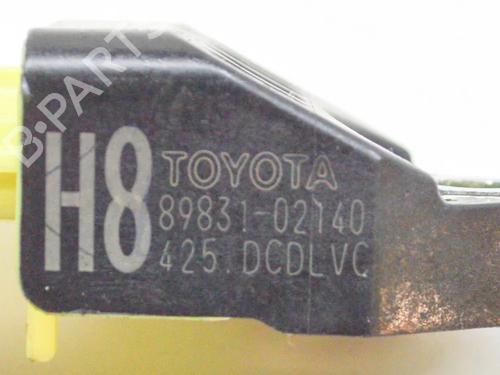 B-PARTS
H8 TOYOTA
89831-02140
425.DCDLVC